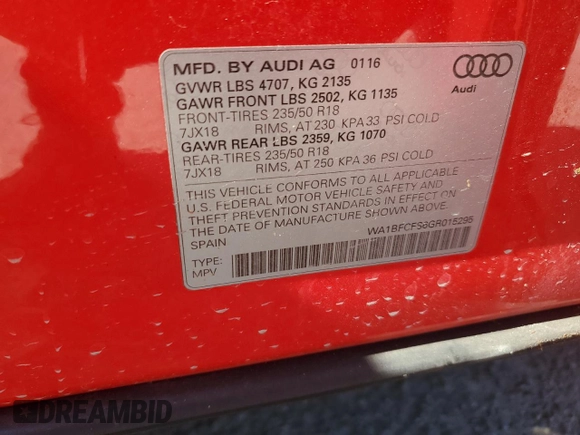 MFD. BY AUDI AG 0116
GVWR LBS 4707, KG 2135
GAWR FRONT LBS 2502, KG 1135
FRONT-TIRES 235/50 R18
7JX18 RIMS, AT 230 KPA 33 PSI COLD
GAWR REAR LBS 2359, KG 1070
REAR-TIRES 235/50 R18
7JX18 RIMS, AT 250 KPA 36 PSI COLD
Audi
THIS VEHICLE CONFORMS TO ALL APPLICABLE
U.S. FEDERAL MOTOR VEHICLE SAFETY AND
THEFT PREVENTION STANDARDS IN EFFECT ON
THE DATE OF MANUFACTURE SHOWN ABOVE.
SPAIN
TYPE:
MPV
DREAMBID